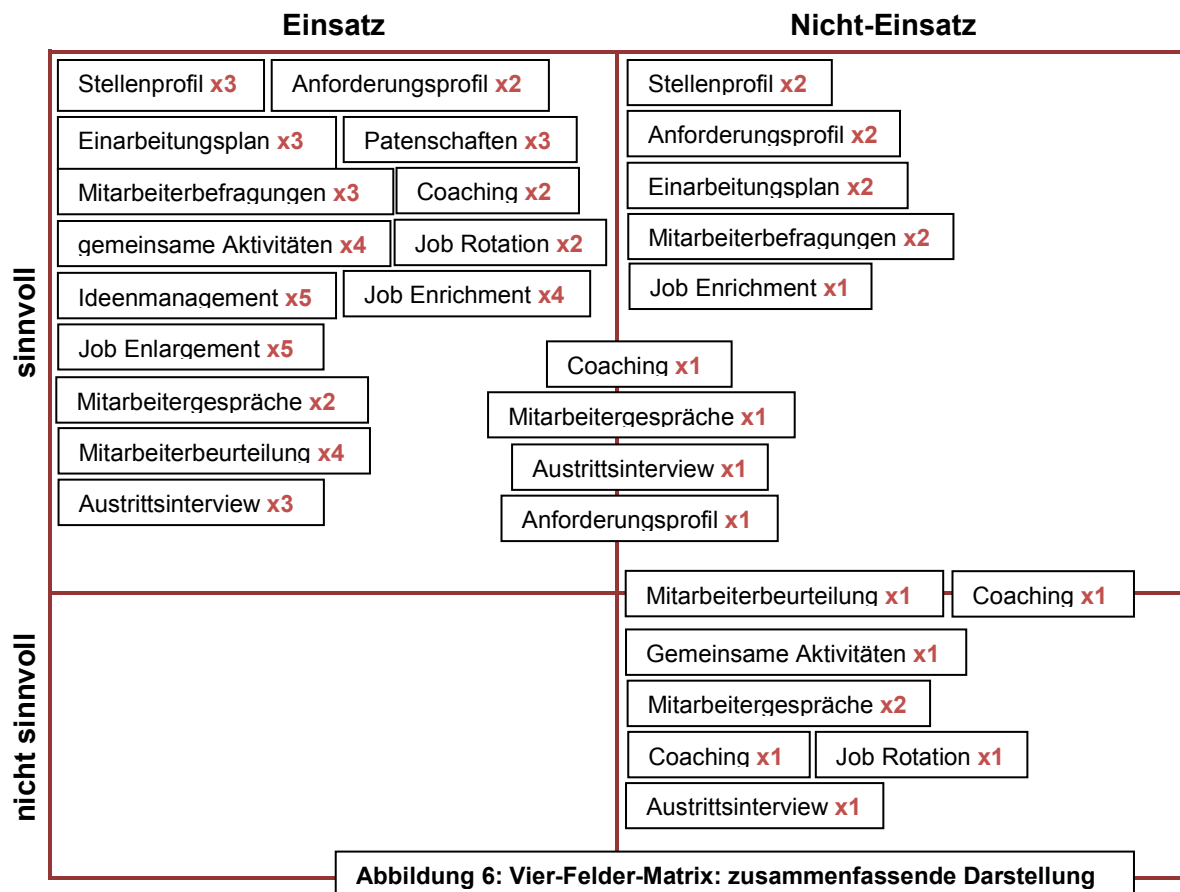 Einsatz
Nicht-Einsatz
sinnvoll
Stellenprofil x3
Anforderungsprofil x2
Einarbeitungsplan x3
Patenschaften x3
Mitarbeiterbefragungen x3
Coaching x2
gemeinsame Aktivitäten x4
Job Rotation x2
Ideenmanagement x5
Job Enrichment x4
Job Enlargement x5
Mitarbeitergespräche x2
Mitarbeiterbeurteilung x4
Austrittsinterview x3
Stellenprofil x2
Anforderungsprofil x2
Einarbeitungsplan x2
Mitarbeiterbefragungen x2
Job Enrichment x1
Coaching x1
Mitarbeitergespräche x1
Austrittsinterview x1
Anforderungsprofil x1
Mitarbeiterbeurteilung x1
Coaching x1
nicht sinnvoll
Gemeinsame Aktivitäten x1
Mitarbeitergespräche x2
Coaching x1
Job Rotation x1
Austrittsinterview x1
Abbildung 6: Vier-Felder-Matrix: zusammenfassende Darstellung